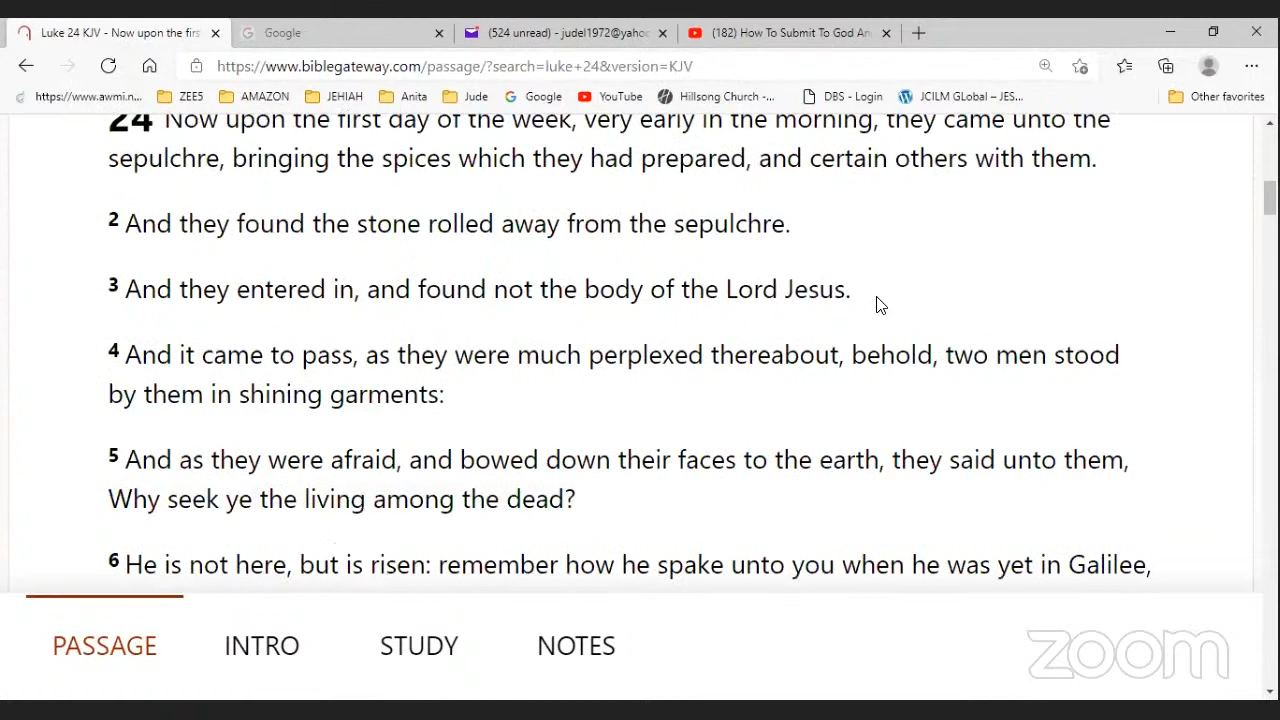 Luke 24 KJV - Now upon the firs
Google
(524 unread) - judel1972@yaho
(182) How To Submit To God An
https://www.biblegateway.com/passage/?search=luke+24&version=KJV
https://www.awmi.n...
ZEE5
AMAZON
JEHIAH
Anita
Jude
Google
YouTube
Hillsong Church -...
DBS - Login
JCILM GLobal – JES...
Other favorites
24 Now upon the first day of the week, very early in the morning, they came unto the
sepulchre, bringing the spices which they had prepared, and certain others with them.
2 And they found the stone rolled away from the sepulchre.
3 And they entered in, and found not the body of the Lord Jesus.
4 And it came to pass, as they were much perplexed thereabout, behold, two men stood
by them in shining garments:
5 And as they were afraid, and bowed down their faces to the earth, they said unto them,
Why seek ye the living among the dead?
6 He is not here, but is risen: remember how he spake unto you when he was yet in Galilee,
PASSAGE
INTRO
STUDY
NOTES
zoom